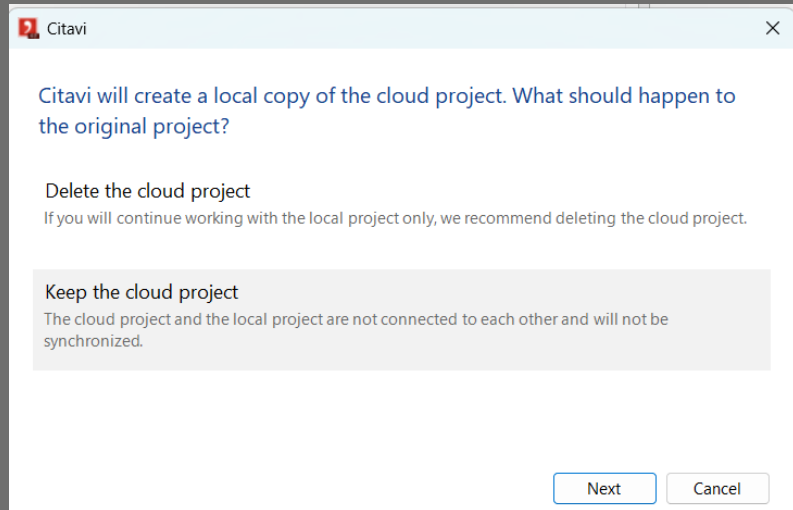 Citavi
Citavi will create a local copy of the cloud project. What should happen to
the original project?
Delete the cloud project
If you will continue working with the local project only, we recommend deleting the cloud project.
Keep the cloud project
The cloud project and the local project are not connected to each other and will not be
synchronized.
Next Cancel